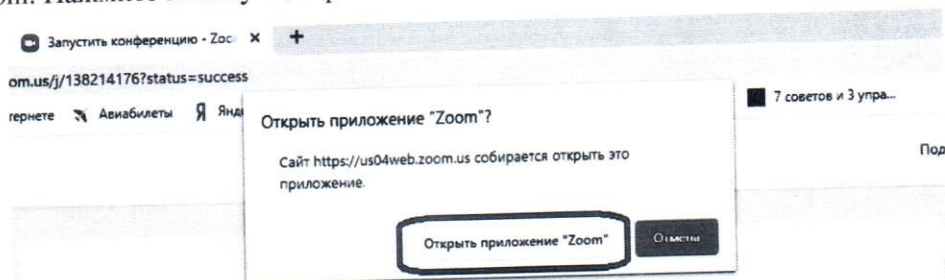 Запустить конференцию - Zoo
om.us/j/138214176?status=success
тернете Авиабилеты Я Янд
7 советов и 3 упра...
Открыть приложение "Zoom"?
Сайт https://us04web.zoom.us собирается открыть это
приложение.
Под
Открыть приложение "Zoom" Отмена